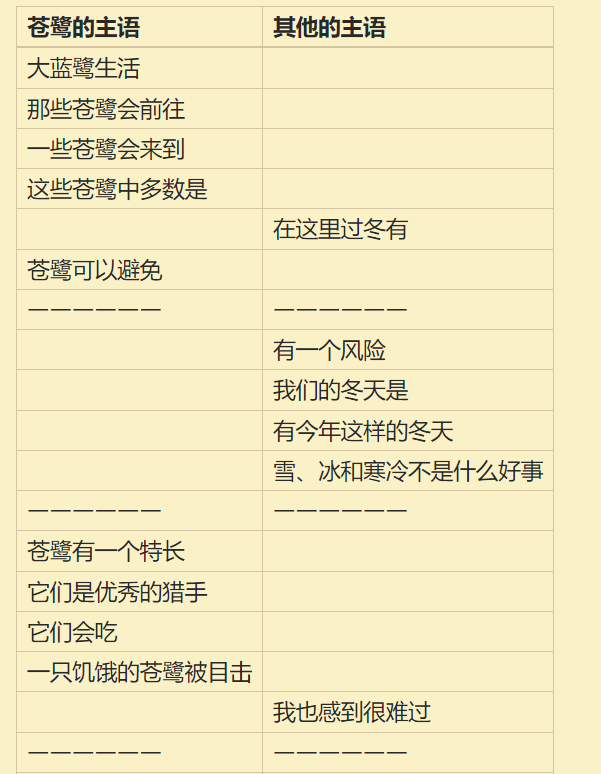 苍鹭的主语 其他的主语
大蓝鹭生活
那些苍鹭会前往
一些苍鹭会来到
这些苍鹭中多数是
在这里过冬有
苍鹭可以避免
—————— ——————
有一个风险
我们的冬天是
有今年这样的冬天
雪、冰和寒冷不是什么好事
—————— ——————
苍鹭有一个特长
它们是优秀的猎手
它们会吃
一只饥饿的苍鹭被目击
我也感到很难过
—————— ——————